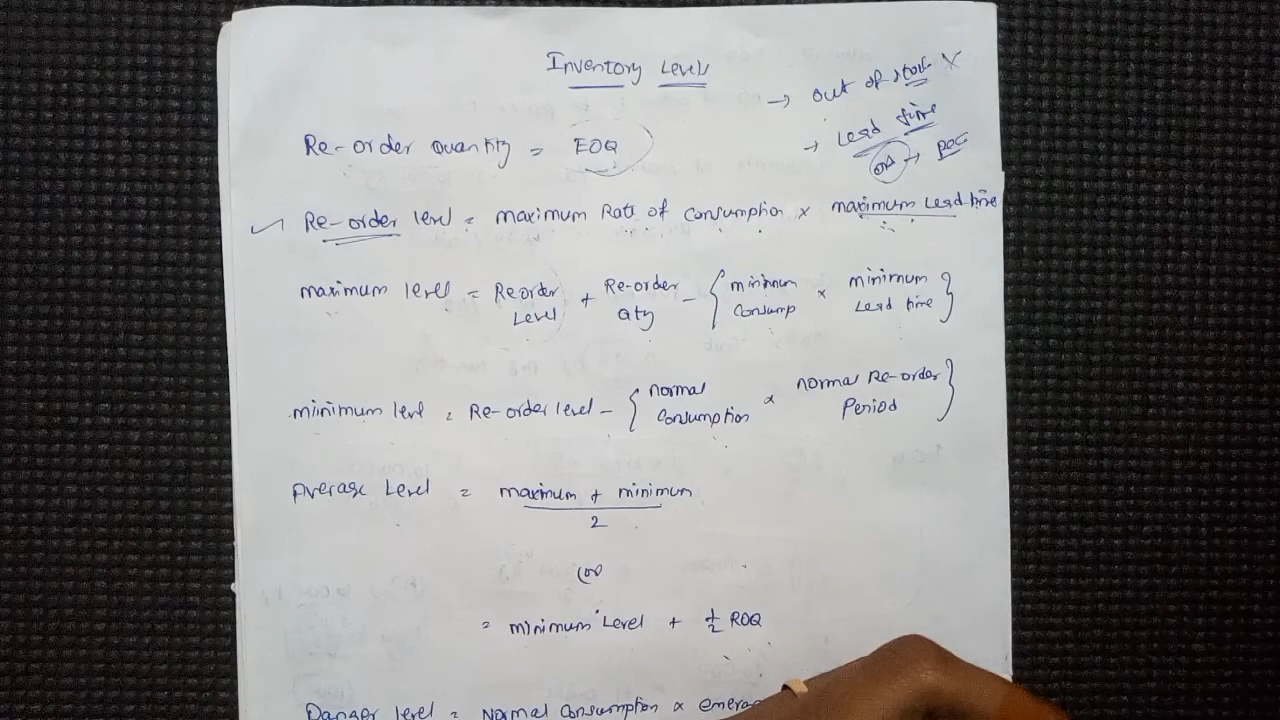 Inventory Levels
→ out of stock X
→ Lead time
Re-order Quantity = EOQ
→ Rec
✓ Re-order level = maximum Rate of consumption × maximum Lead time
maximum level = Reorder Level + Re-order Qty - { minimum Consump × minimum Lead time }
minimum level = Re-order level - { normal Consumption × normal Re-order Period }
Average Level = maximum + minimum
2
(or)
= minimum Level + 1/2 ROQ
Danger level = Normal Consumption ×